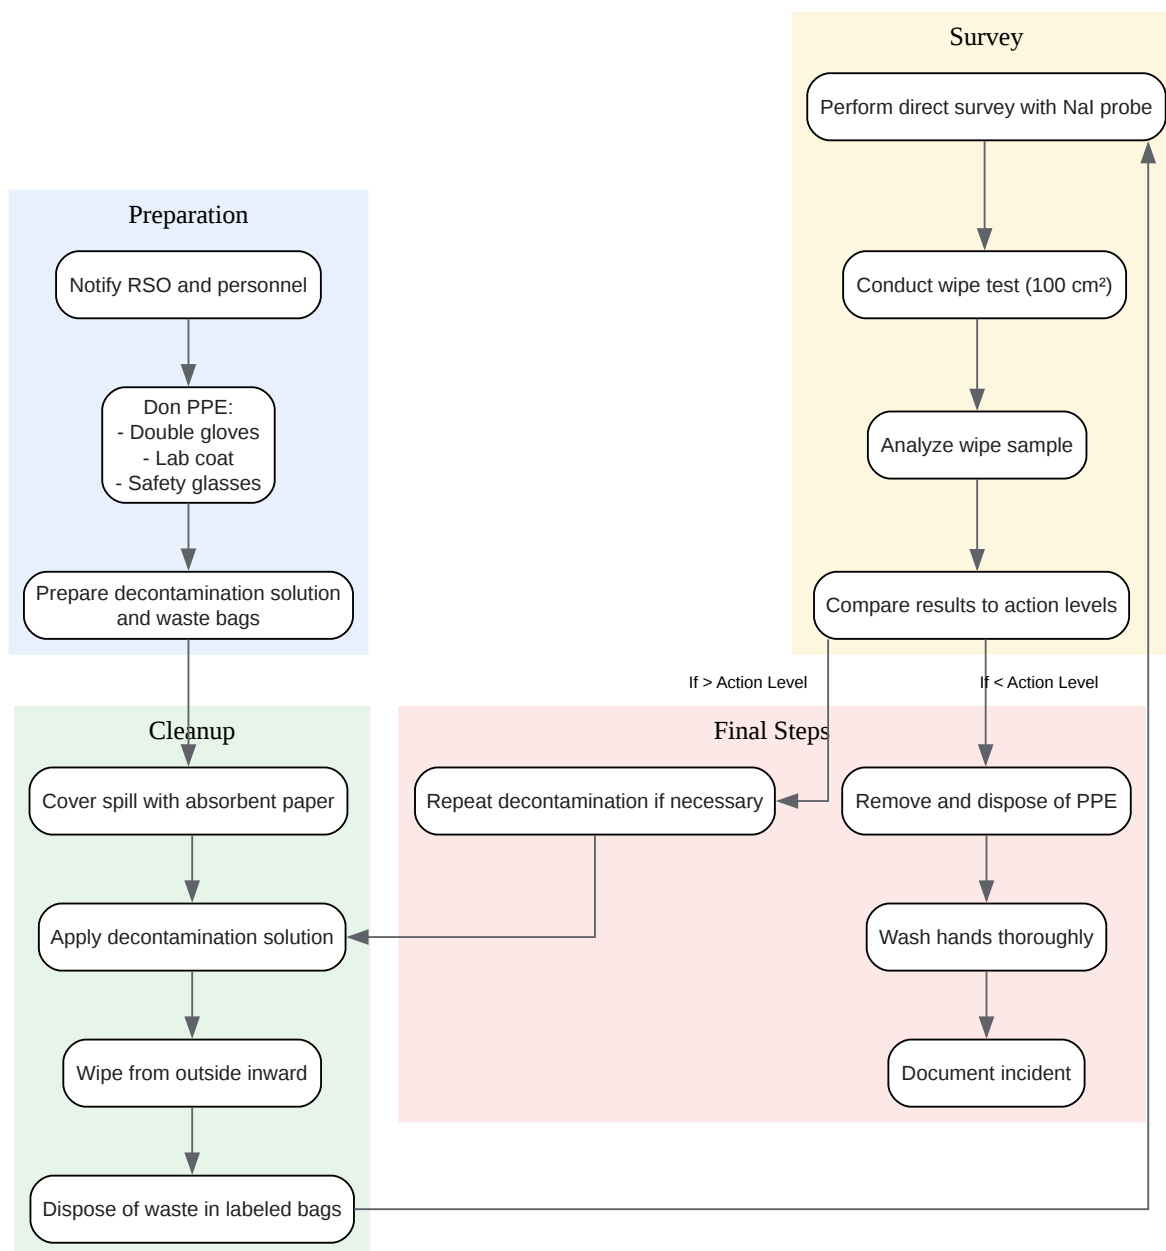 Preparation
Notify RSO and personnel
Don PPE:
- Double gloves
- Lab coat
- Safety glasses
Prepare decontamination solution
and waste bags
Cleanup
Cover spill with absorbent paper
Apply decontamination solution
Wipe from outside inward
Dispose of waste in labeled bags
Survey
Perform direct survey with NaI probe
Conduct wipe test (100 cm²)
Analyze wipe sample
Compare results to action levels
If > Action Level
If < Action Level
Final Steps
Repeat decontamination if necessary
Remove and dispose of PPE
Wash hands thoroughly
Document incident